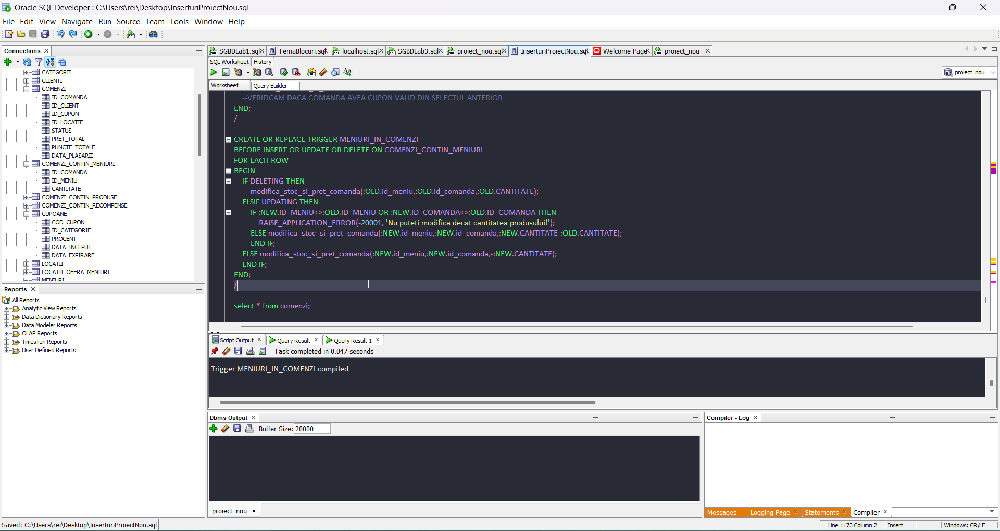 Oracle SQL Developer : C:\Users\rei\Desktop\InserturiProiectNou.sql
File Edit View Navigate Run Source Team Tools Window Help
Connections
CATEGORII
CLIENTI
COMENZI
ID_COMANDA
ID_CLIENT
ID_CUPON
ID_LOCATIE
STATUS
PRET_TOTAL
PUNCTE_TOTALE
DATA_PLASARII
COMENZI_CONTIN_MENIURI
ID_COMANDA
ID_MENIU
CANTITATE
COMENZI_CONTIN_PRODUSE
COMENZI_CONTIN_RECOMPENSE
CUPOANE
COD_CUPON
ID_CATEGORIE
PROCENT
DATA_INCEPUT
DATA_EXPIRARE
LOCATII
LOCATII_OFERA_MENIURI
MENIURI
Reports
All Reports
Analytic View Reports
Data Dictionary Reports
Data Modeler Reports
OLAP Reports
TimesTen Reports
User Defined Reports
SGBDLab1.sql TemaBlocuri.sql localhost.sql SGBDLab3.sql proiect_nou.sql InserturiProiectNou.sql Welcome Page proiect_nou
SQL Worksheet History
proiect_nou
Worksheet Query Builder
--VERIFICAM DACA COMANDA AVEA CUPON VALID DIN SELECTUL ANTERIOR
END;
/
CREATE OR REPLACE TRIGGER MENIURI_IN_COMENZI
BEFORE INSERT OR UPDATE OR DELETE ON COMENZI_CONTIN_MENIURI
FOR EACH ROW
BEGIN
IF DELETING THEN
modifica_stoc_si_pret_comanda(:OLD.id_meniu,:OLD.id_comanda,:OLD.CANTITATE);
ELSIF UPDATING THEN
IF :NEW.ID_MENIU<>:OLD.ID_MENIU OR :NEW.ID_COMANDA<>:OLD.ID_COMANDA THEN
RAISE_APPLICATION_ERROR(-20001, 'Nu puteti modifica decat cantitatea produsului!');
ELSE modifica_stoc_si_pret_comanda(:NEW.id_meniu,:NEW.id_comanda,:NEW.CANTITATE-:OLD.CANTITATE);
END IF;
ELSE modifica_stoc_si_pret_comanda(:NEW.id_meniu,:NEW.id_comanda,-:NEW.CANTITATE);
END IF;
END;
/
select * from comenzi;
Script Output Query Result Query Result 1
Task completed in 0.047 seconds
Trigger MENIURI_IN_COMENZI compiled
Dbms Output
Buffer Size: 20000
proiect_nou
Compiler - Log
Messages Logging Page Statements Compiler
Saved: C:\Users\rei\Desktop\InserturiProiectNou.sql
Line 1173 Column 2 Insert Windows: CR/LF